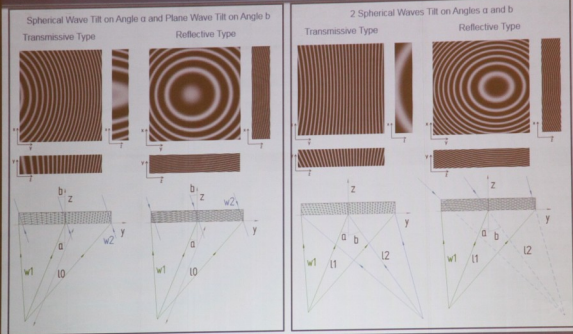 Spherical Wave Tilt on Angle α and Plane Wave Tilt on Angle b
Transmissive Type
Reflective Type
2 Spherical Waves Tilt on Angles α and b
Transmissive Type
Reflective Type
b
z
y
a
w1
l0
w2
b
z
w2
y
a
w1
l0
z
y
a
b
w1
l1
l2
z
y
a
b
w1
l1
l2